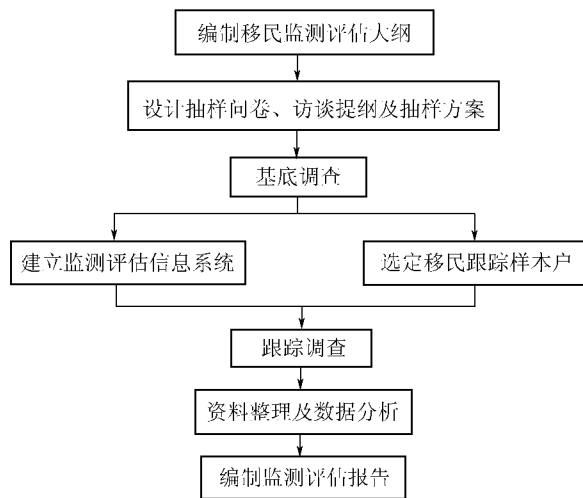 编制移民监测评估大纲
设计抽样问卷、访谈提纲及抽样方案
基底调查
建立监测评估信息系统
选定移民跟踪样本户
跟踪调查
资料整理及数据分析
编制监测评估报告